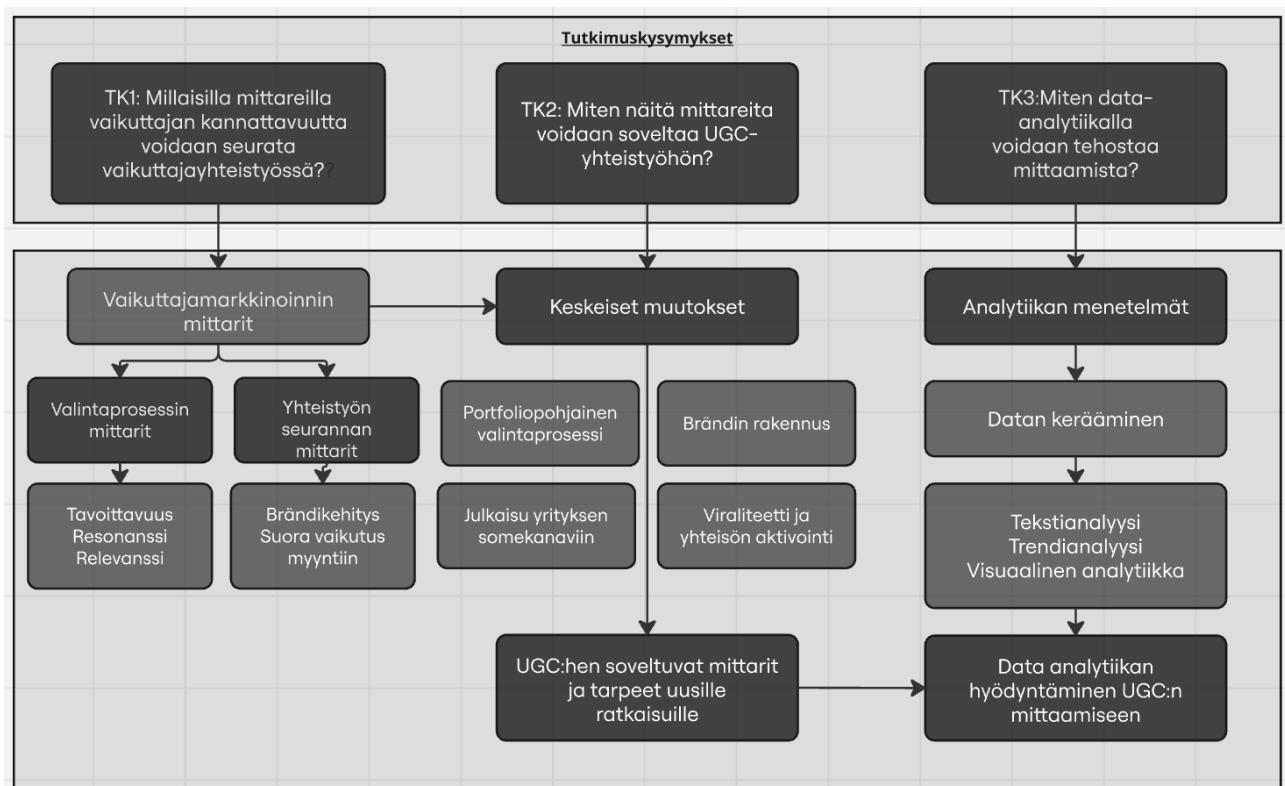 Tutkimuskysymykset
TK1: Millaisilla mittareilla
vaikuttajan kannattavuutta
voidaan seurata
vaikuttajayhteistyössä??
TK2: Miten näitä mittareita
voidaan soveltaa UGC-
yhteistyöhön?
TK3:Miten data-
analytiikalla
voidaan tehostaa
mittaamista?
Vaikuttajamarkkinoinnin
mittarit
Keskeiset muutokset
Analytiikan menetelmät
Valintaprosessin
mittarit
Yhteistyön
seurannan
mittarit
Portfoliopohjainen
valintaprosessi
Brändin rakennus
Datan kerääminen
Tavoittavuus
Resonanssi
Relevanssi
Brändikehitys
Suora vaikutus
myyntiin
Julkaisu yrityksen
somekanaviin
Viraliteetti ja
yhteisön aktivointi
Tekstianalyysi
Trendianalyysi
Visuaalinen analytiikka
UGC:hen soveltuvat mittarit
ja tarpeet uusille
ratkaisuille
Data analytiikan
hyödyntäminen UGC:n
mittaamiseen